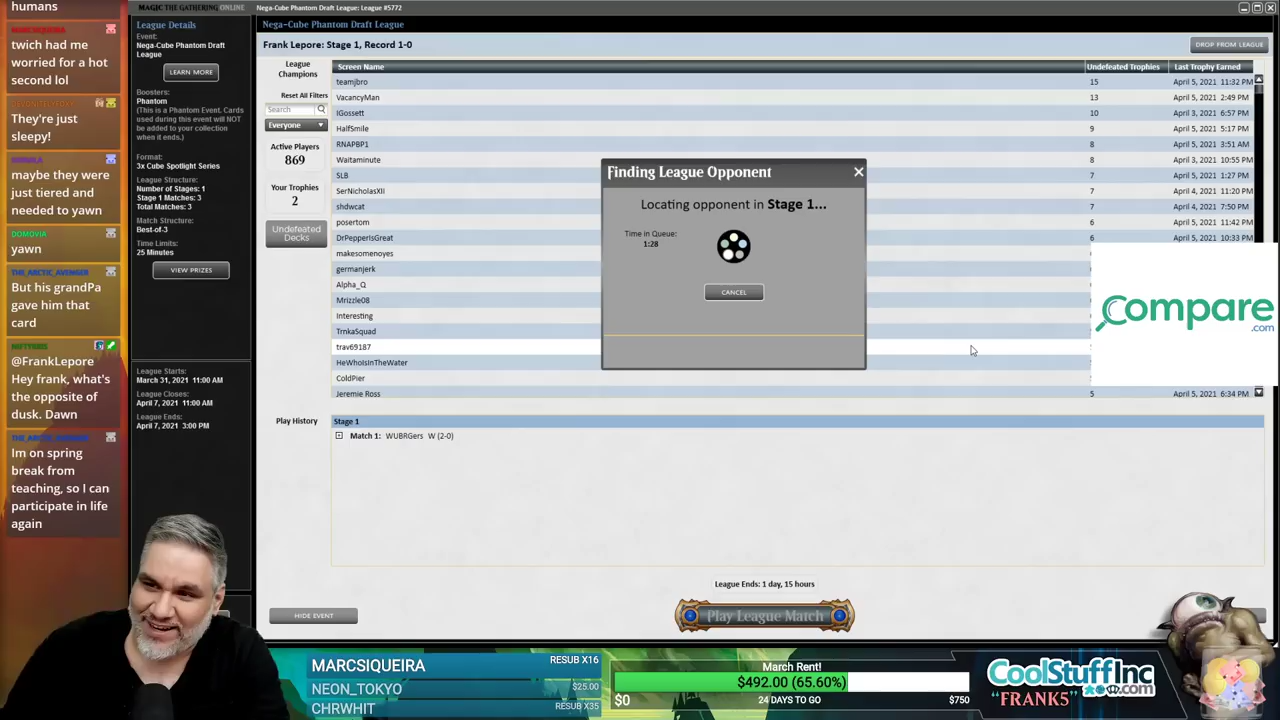 humans
MARCSIQUEIRA
twich had me
worried for a hot
second lol
They're just
sleepy!
maybe they were
just tiered and
needed to yawn
DOMOVIA
yawn
THE_ARCTIC_AVENGER
But his grandPa
gave him that
card
@FrankLepore
Hey frank, what's
the opposite of
dusk. Dawn
THE_ARCTIC_AVENGER
Im on spring
break from
teaching, so I can
participate in life
again
MAGIC THE GATHERING ONLINE
Nega-Cube Phantom Draft League: League #5772
League Details
Event:
Nega-Cube Phantom Draft
League
LEARN MORE
Boosters:
Phantom
(This is a Phantom Event. Cards
used during this event will NOT
be added to your collection
when it ends.)
Format:
3x Cube Spotlight Series
League Structure:
Number of Stages: 1
Stage 1 Matches: 3
Total Matches: 3
Match Structure:
Best-of-3
Time Limits:
25 Minutes
VIEW PRIZES
League Starts:
March 31, 2021 11:00 AM
League Closes:
April 7, 2021 11:00 AM
League Ends:
April 7, 2021 3:00 PM
Nega-Cube Phantom Draft League
Frank Lepore: Stage 1, Record 1-0
DROP FROM LEAGUE
League
Champions
Reset All Filters
Search
Everyone
Active Players
869
Your Trophies
2
Undefeated
Decks
Screen Name Undefeated Trophies Last Trophy Earned
teamjbro 15 April 5, 2021 11:32 PM
VacancyMan 13 April 5, 2021 2:49 PM
IGossett 10 April 3, 2021 6:57 PM
HalfSmile 9 April 5, 2021 5:17 PM
RNAPBP1 8 April 5, 2021 3:51 AM
Waitaminute 8 April 3, 2021 10:55 PM
SLB 7 April 5, 2021 1:27 PM
SerNicholasXII 7 April 4, 2021 11:20 PM
shdwcat 7 April 4, 2021 7:50 PM
posertom 6 April 5, 2021 11:42 PM
DrPepperIsGreat 6 April 5, 2021 10:33 PM
makesomenoyes
germanjerk
Alpha_Q
Mrizzle08
Interesting
TrnkaSquad
trav69187
HeWhoIsInTheWater
ColdPier
Jeremie Ross 5 April 5, 2021 6:34 PM
Finding League Opponent
Locating opponent in Stage 1...
Time in Queue:
1:28
CANCEL
Compare
.com
Play History
Stage 1
Match 1: WUBRGers W (2-0)
League Ends: 1 day, 15 hours
HIDE EVENT
Play League Match
MARCSIQUEIRA RESUB X16
NEON_TOKYO $25.00
CHRWHIT RESUB X35
March Rent!
$492.00 (65.60%)
$0 24 DAYS TO GO $750
CoolStuffInc
.com
"FRANK5"